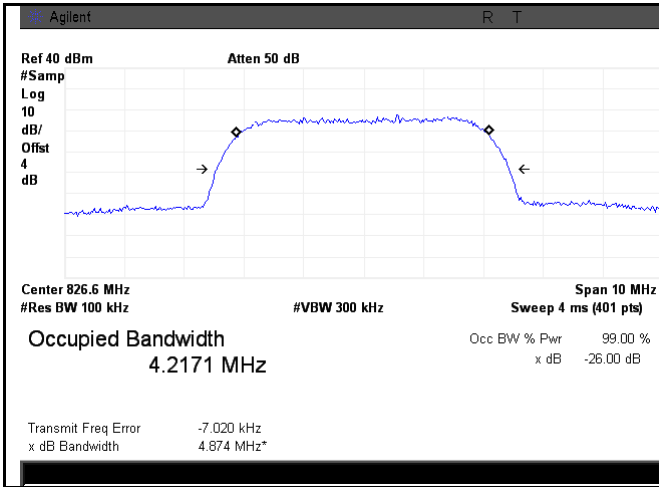 Agilent R T
Ref 40 dBm Atten 50 dB
#Samp
Log
10
dB/
Offst
4
dB
Center 826.6 MHz Span 10 MHz
#Res BW 100 kHz #VBW 300 kHz Sweep 4 ms (401 pts)
Occupied Bandwidth Occ BW % Pwr 99.00 %
4.2171 MHz x dB -26.00 dB
Transmit Freq Error -7.020 kHz
x dB Bandwidth 4.874 MHz*